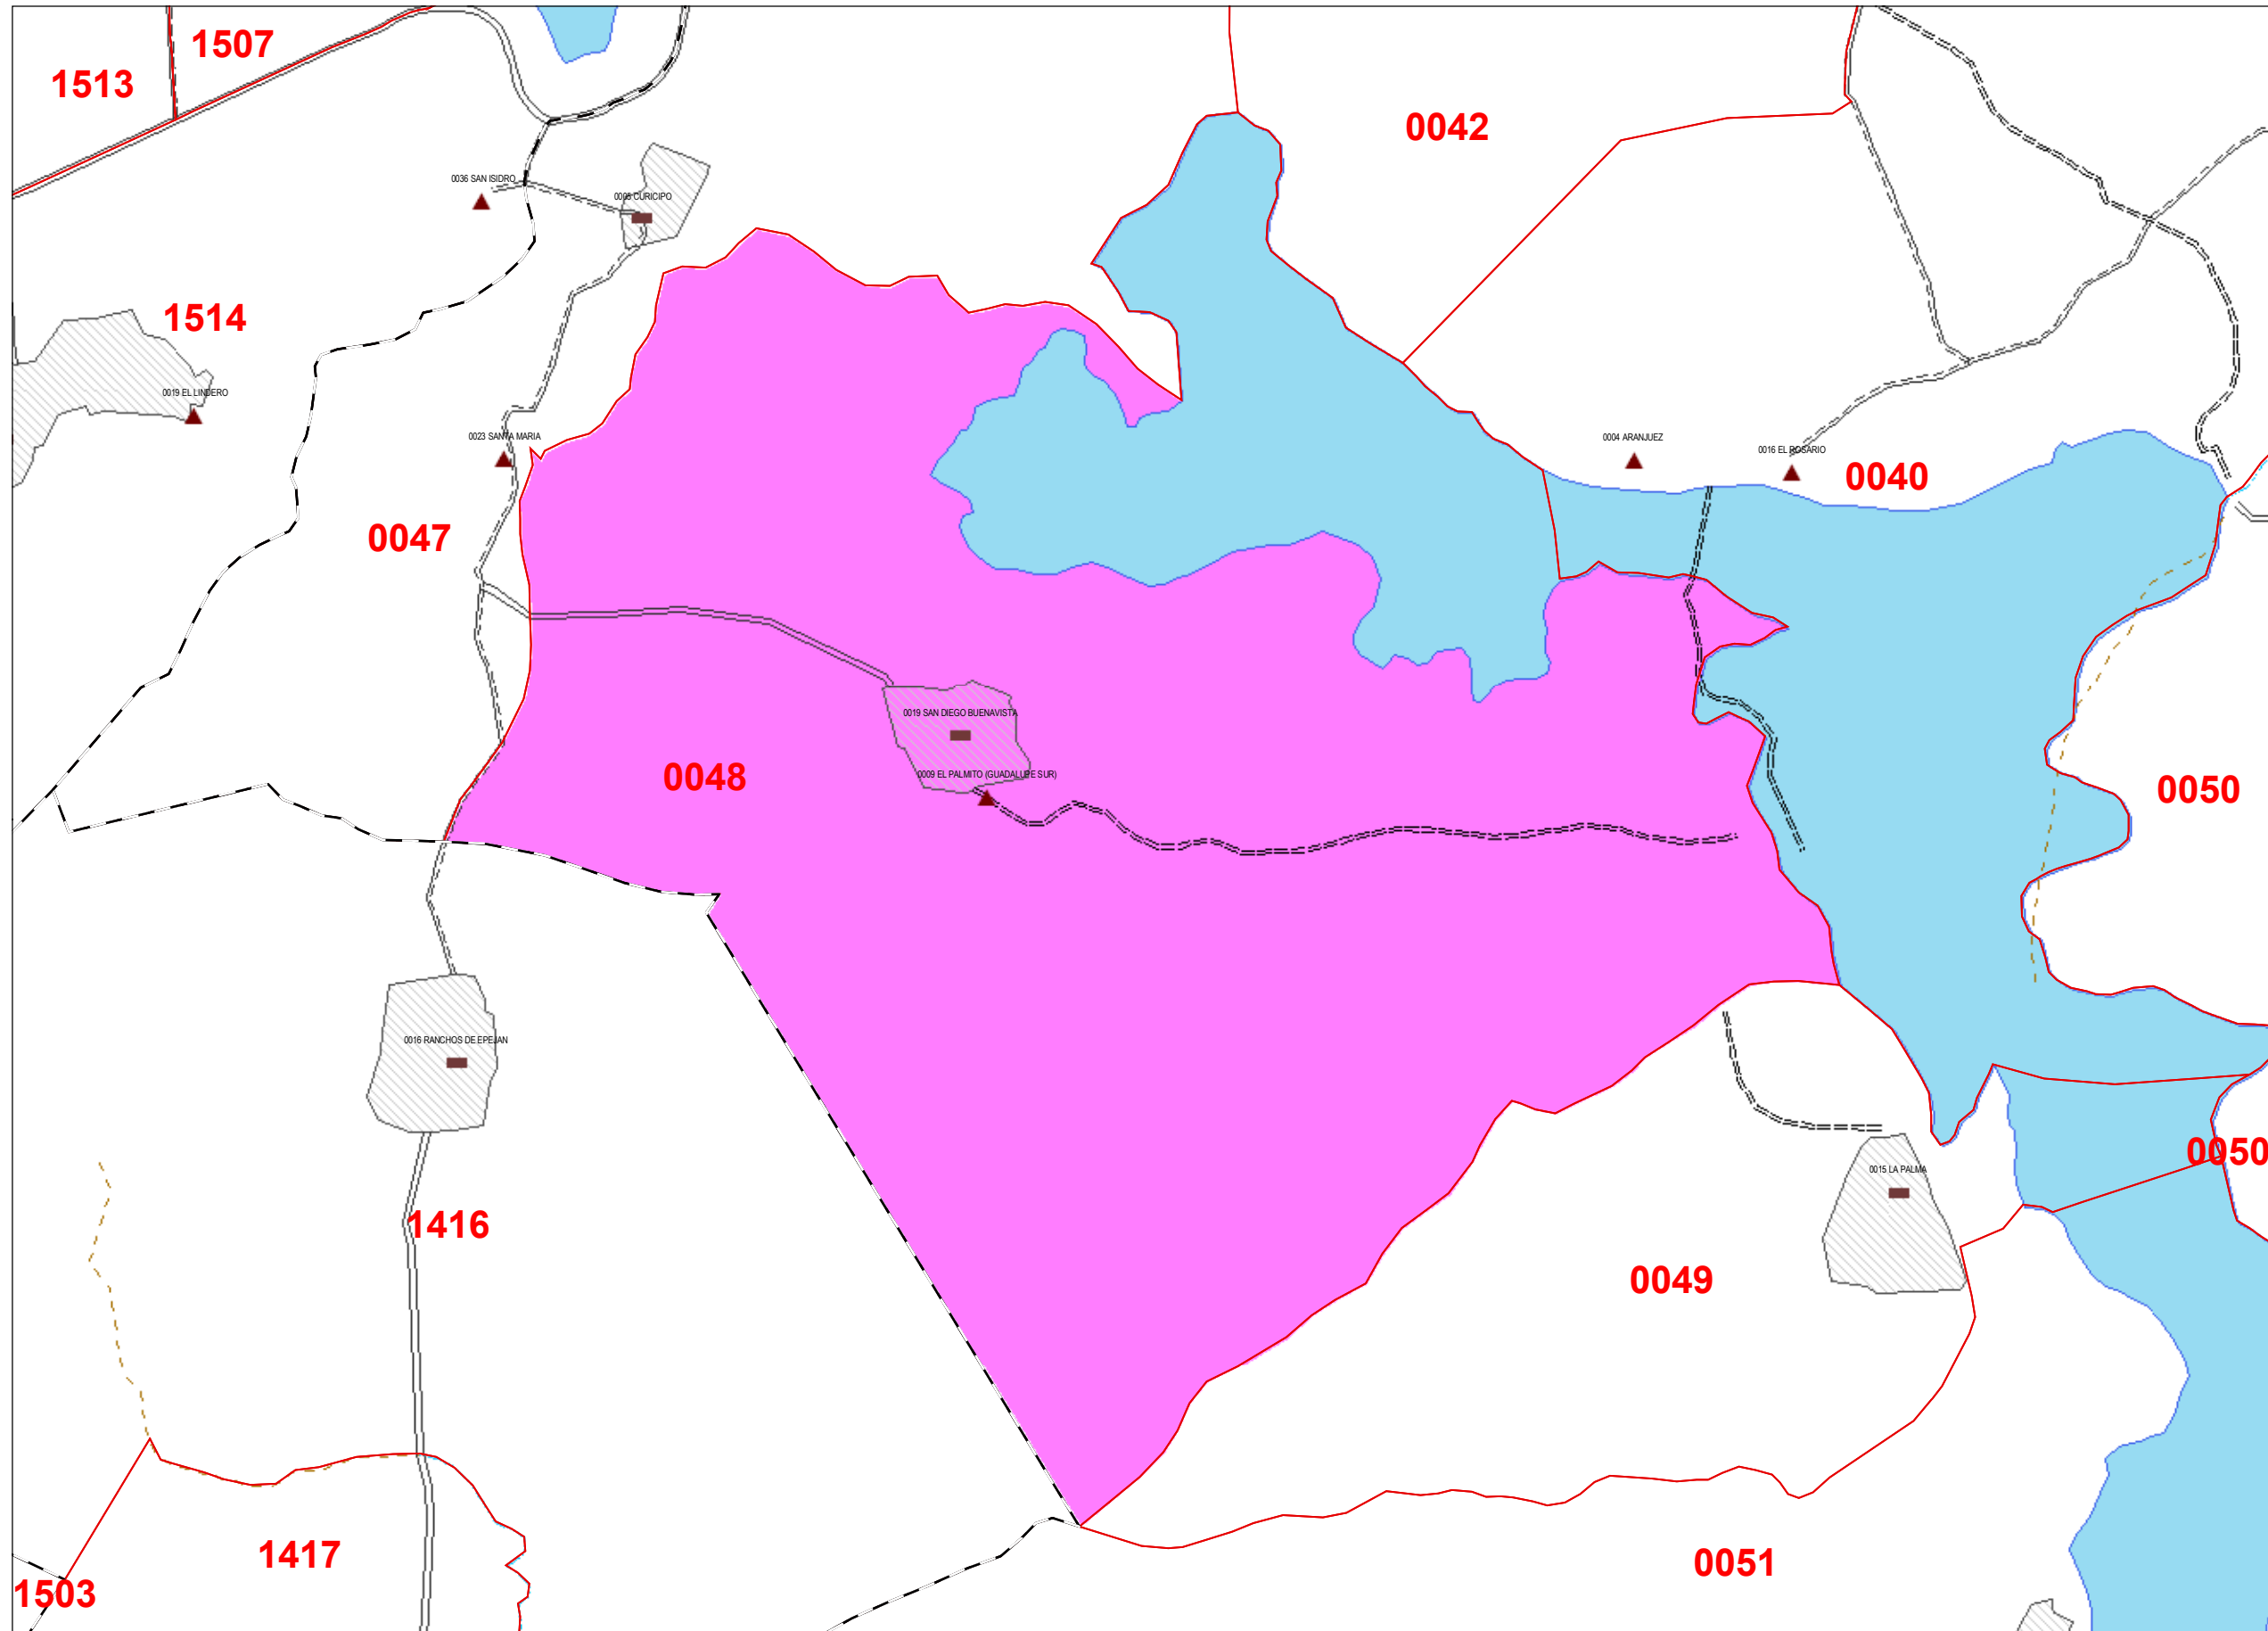 1507
1513
0042
0036 SAN ISIDRO
0005 CURICIPO
1514
0019 EL LINDERO
0023 SANTA MARIA
0004 ARANJUEZ
0016 EL ROSARIO
0040
0047
0019 SAN DIEGO BUENAVISTA
0048
0009 EL PALMITO (GUADALUPE SUR)
0050
0016 RANCHOS DE EPEJAN
0050
0015 LA PALMA
1416
0049
1417
0051
1503